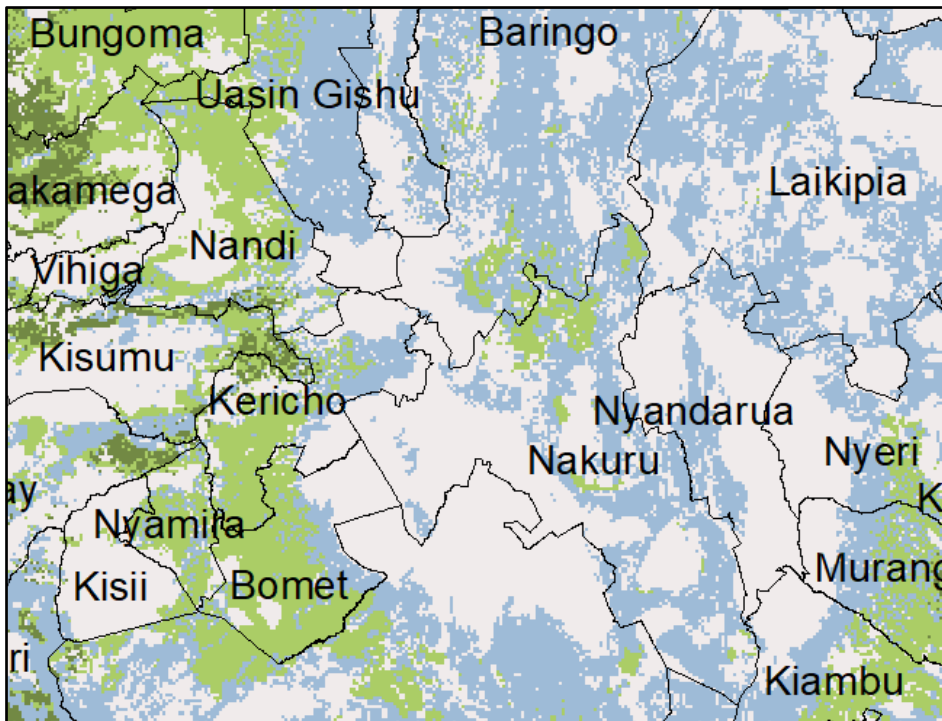 Bungoma
Baringo
Uasin Gishu
akamega
Laikipia
Nandi
Vihiga
Kisumu
Kericho
Nyandarua
Nakuru
Nyeri
ay
K
Nyamira
Murang
Kisii
Bomet
ri
Kiambu